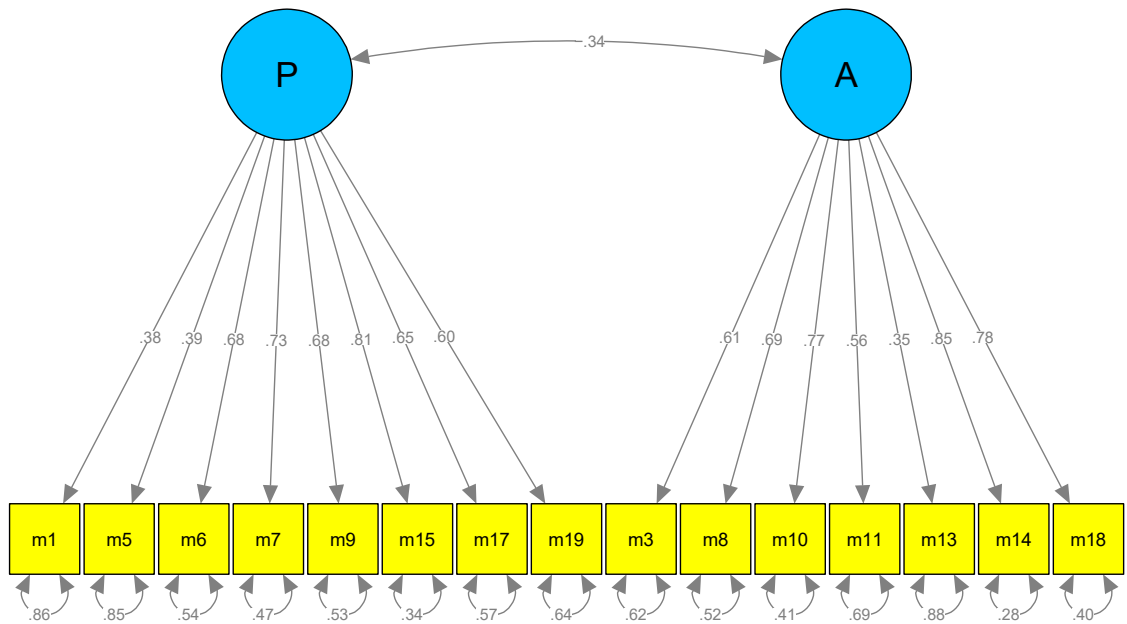 P
.34
A
.38 .39 .68 .73 .68 .81 .65 .60 .61 .69 .77 .56 .35 .85 .78
m1 m5 m6 m7 m9 m15 m17 m19 m3 m8 m10 m11 m13 m14 m18
.86 .85 .54 .47 .53 .34 .57 .64 .62 .52 .41 .69 .88 .28 .40